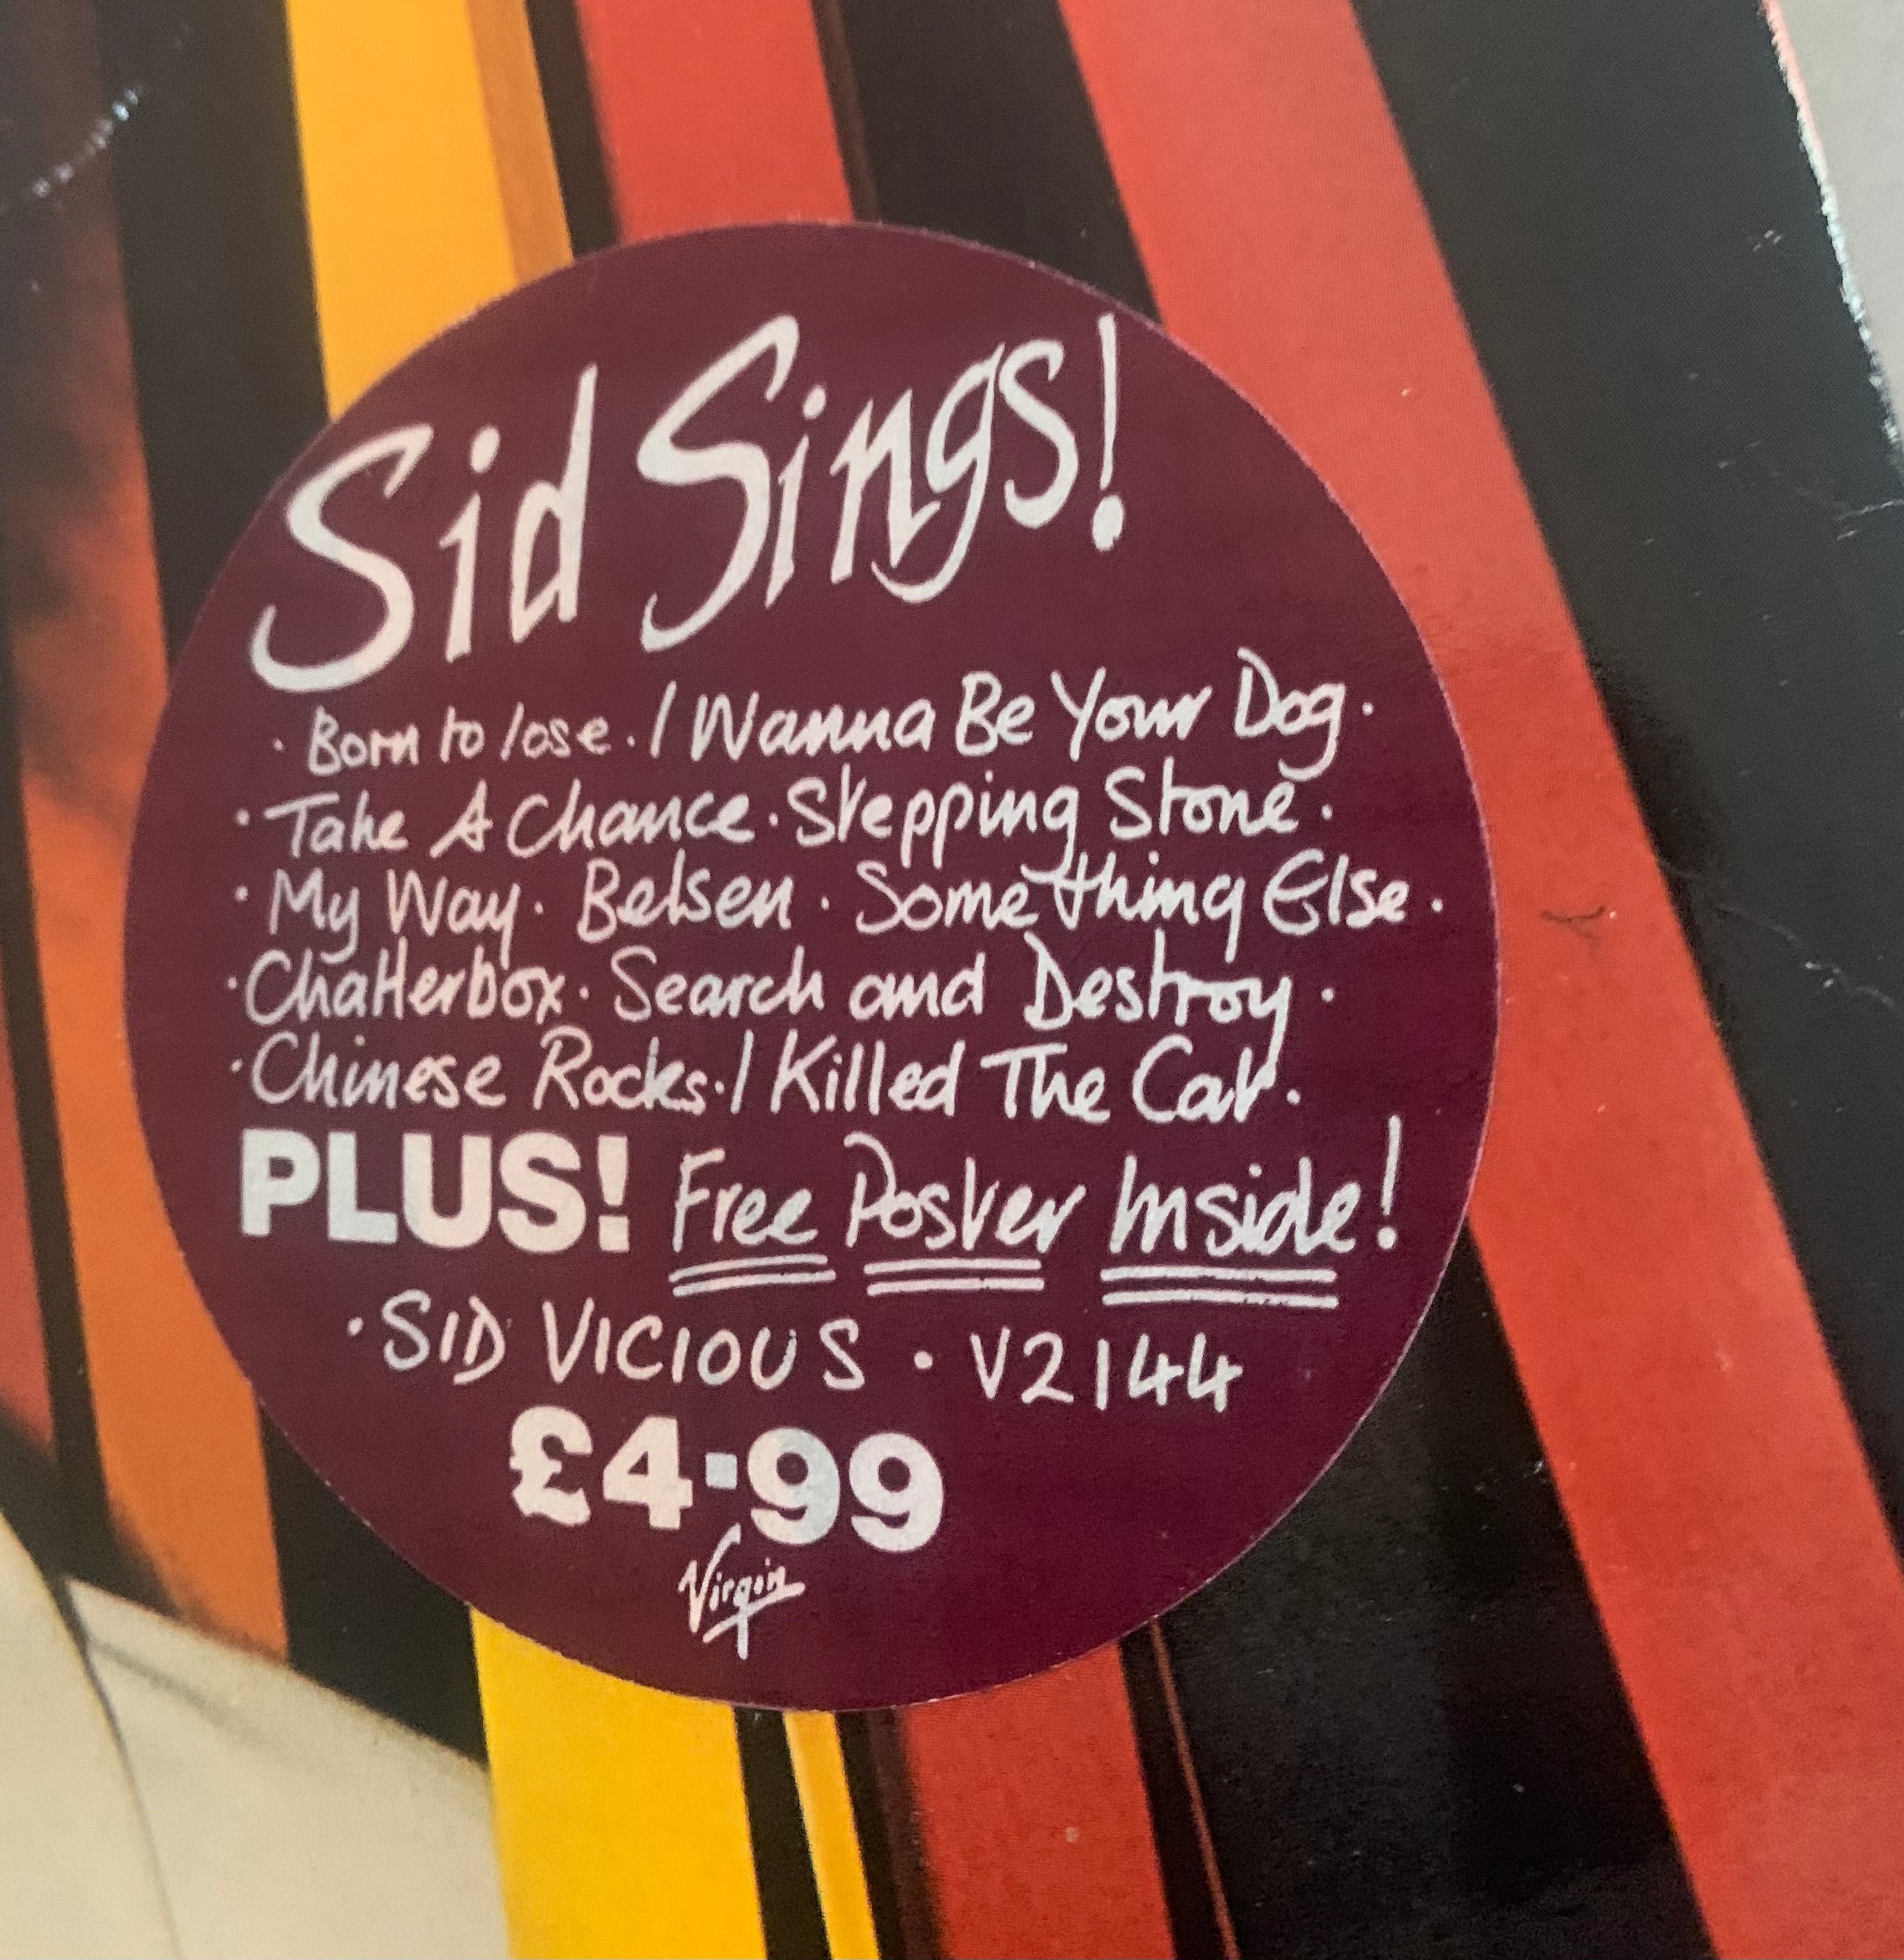 Sid Sings!
· Born to lose · I Wanna Be Your Dog ·
· Take A Chance · Stepping Stone ·
· My Way · Belsen · Something Else ·
· Chatterbox · Search and Destroy ·
· Chinese Rocks · I Killed The Cat ·
PLUS! Free Poster Inside!
· SID VICIOUS · V2144
£4·99
Virgin